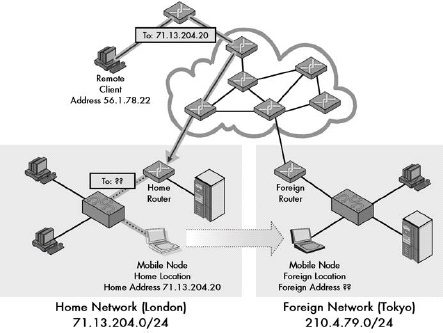 To: 71.13.204.20
Remote
Client
Address 56.1.78.22
To: ??
Home
Router
Foreign
Router
Mobile Node
Home Location
Home Address 71.13.204.20
Mobile Node
Foreign Location
Foreign Address ??
Home Network (London)
71.13.204.0/24
Foreign Network (Tokyo)
210.4.79.0/24